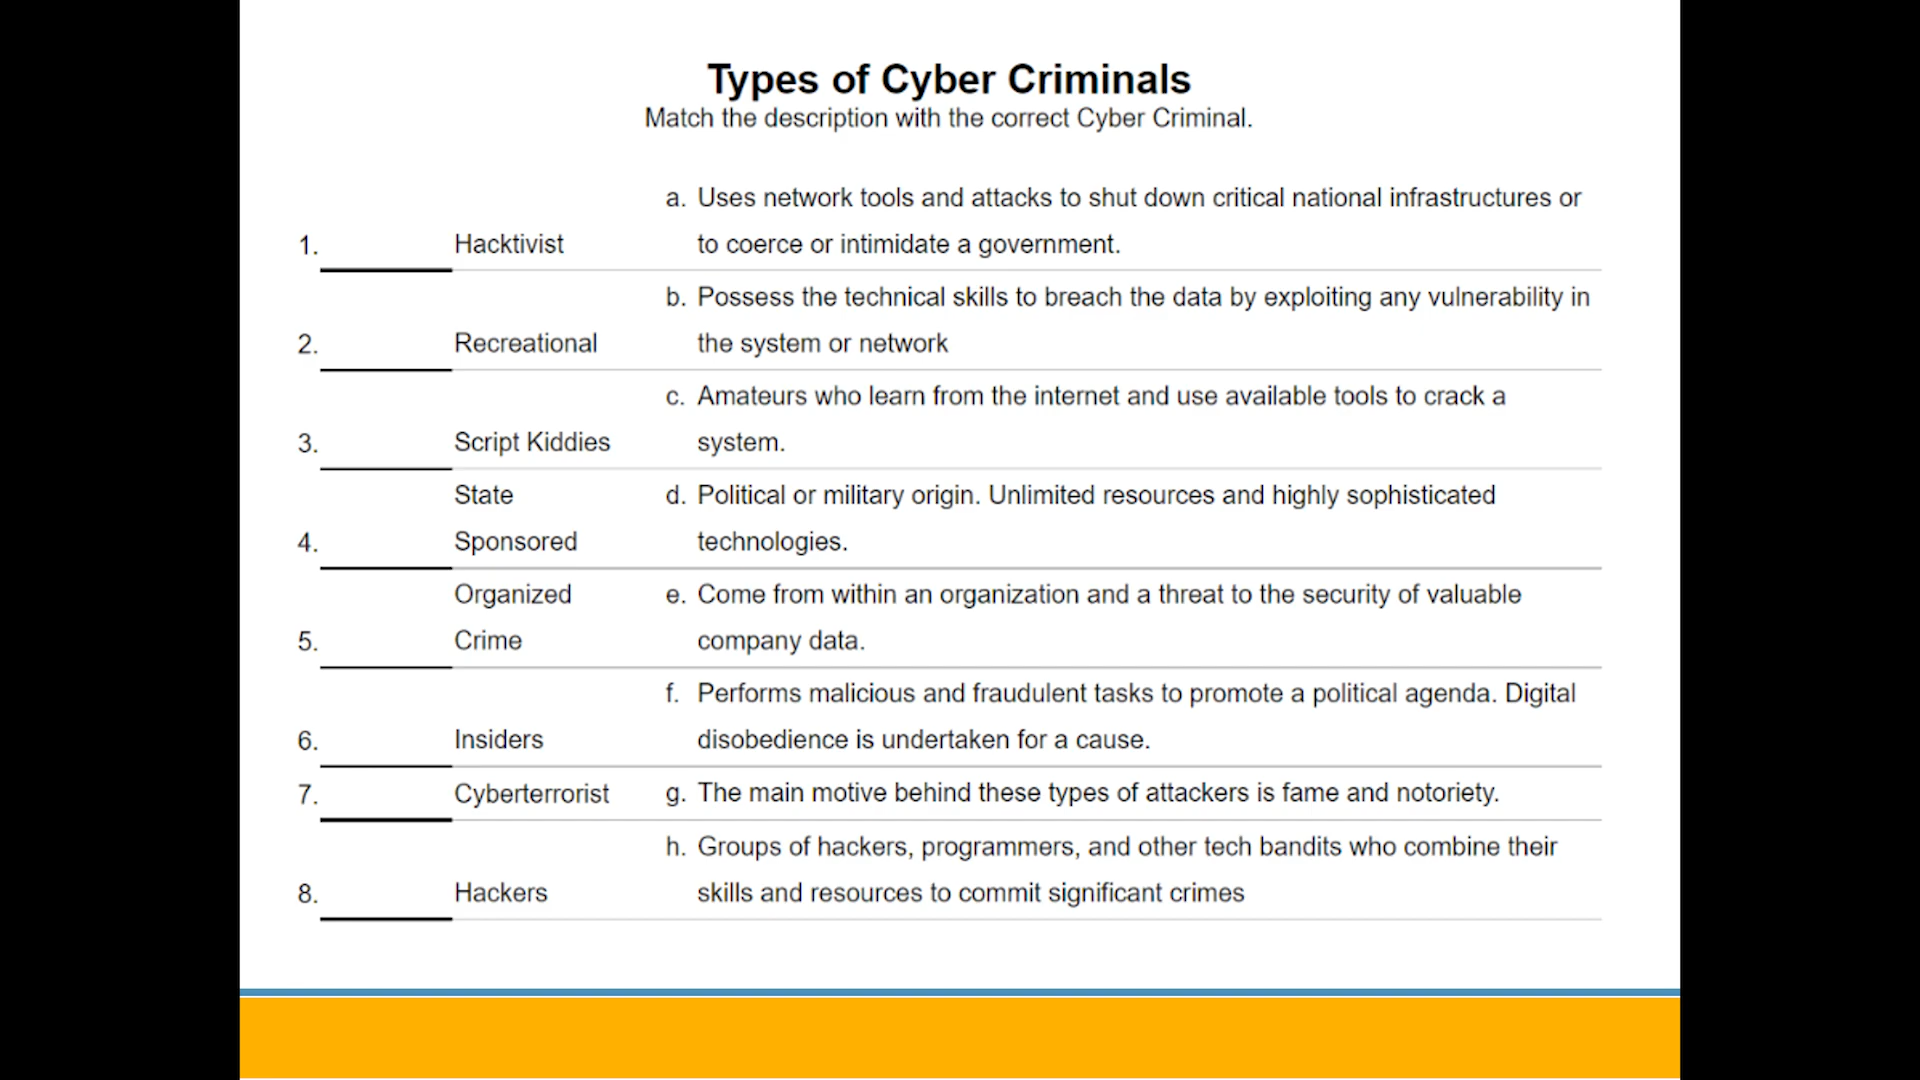 Types of Cyber Criminals
Match the description with the correct Cyber Criminal.
a. Uses network tools and attacks to shut down critical national infrastructures or
1. Hacktivist to coerce or intimidate a government.
b. Possess the technical skills to breach the data by exploiting any vulnerability in
2. Recreational the system or network
c. Amateurs who learn from the internet and use available tools to crack a
3. Script Kiddies system.
State d. Political or military origin. Unlimited resources and highly sophisticated
4. Sponsored technologies.
Organized e. Come from within an organization and a threat to the security of valuable
5. Crime company data.
f. Performs malicious and fraudulent tasks to promote a political agenda. Digital
6. Insiders disobedience is undertaken for a cause.
7. Cyberterrorist g. The main motive behind these types of attackers is fame and notoriety.
h. Groups of hackers, programmers, and other tech bandits who combine their
8. Hackers skills and resources to commit significant crimes